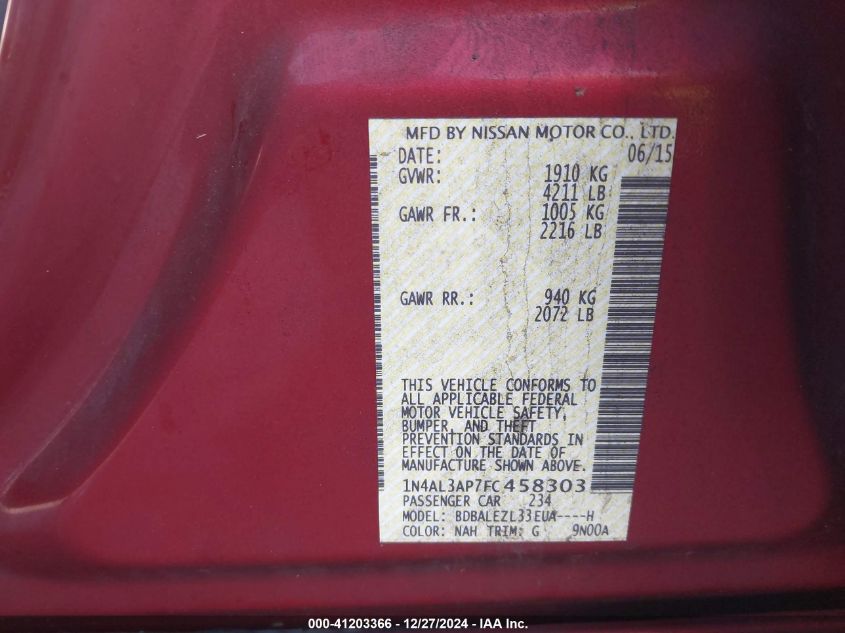 MFD BY NISSAN MOTOR CO., LTD.
DATE: 06/15
GVWR: 1910 KG
4211 LB
GAWR FR.: 1005 KG
2216 LB
GAWR RR.: 940 KG
2072 LB
THIS VEHICLE CONFORMS TO
ALL APPLICABLE FEDERAL
MOTOR VEHICLE SAFETY,
BUMPER, AND THEFT
PREVENTION STANDARDS IN
EFFECT ON THE DATE OF
MANUFACTURE SHOWN ABOVE.
1N4AL3AP7FC458303
PASSENGER CAR 234
MODEL: BDBALEZL33EUA----H
COLOR: NAH TRIM: G 9N00A
000-41203366 - 12/27/2024 - IAA Inc.